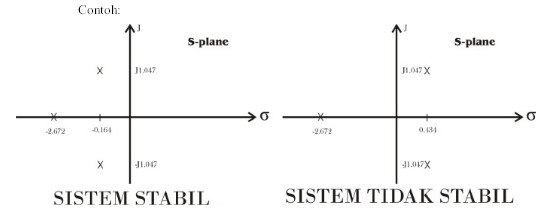 Contoh:
J
S-plane
X J1.047
σ
X
-2.672 -0.164
X -J1.047
SISTEM STABIL
J
S-plane
J1.047 X
σ
X
-2.672 0.434
-J1.047 X
SISTEM TIDAK STABIL